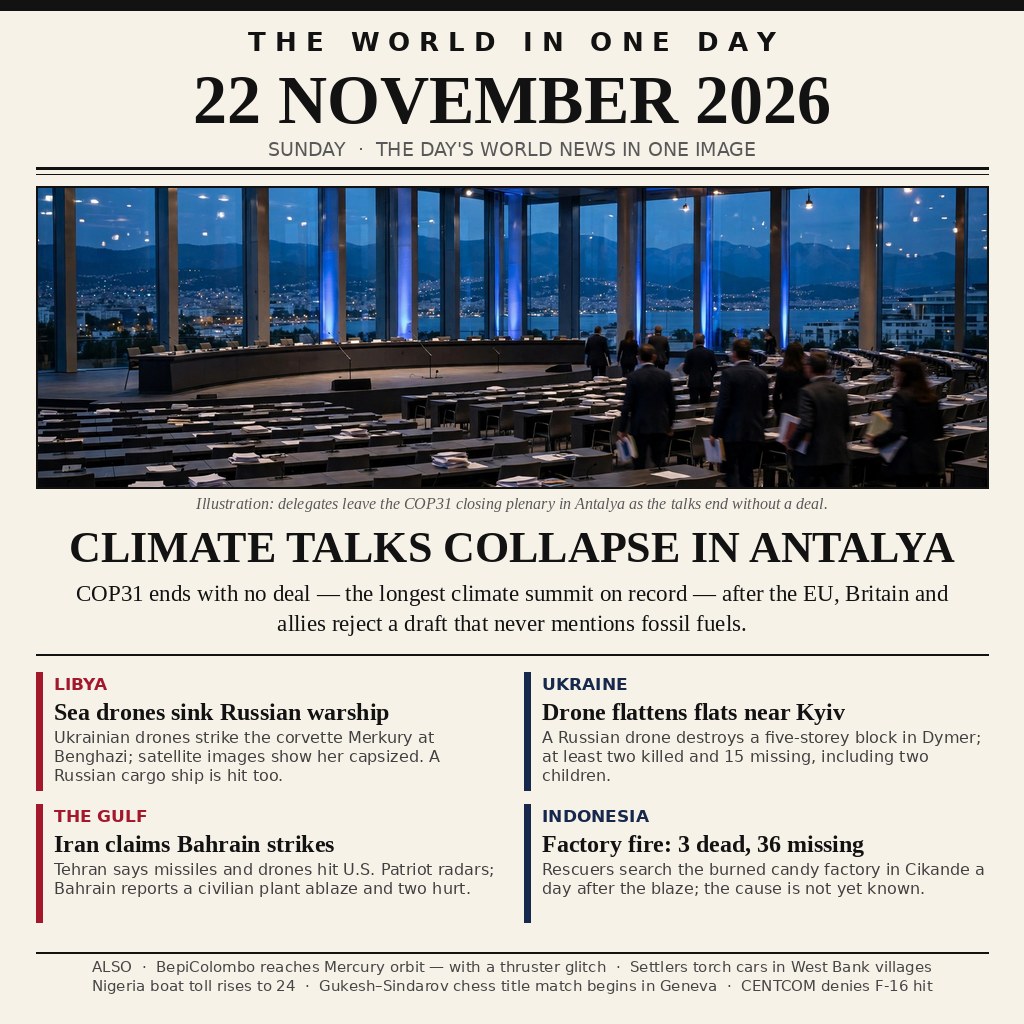 THE WORLD IN ONE DAY
22 NOVEMBER 2026
SUNDAY · THE DAY'S WORLD NEWS IN ONE IMAGE
Illustration: delegates leave the COP31 closing plenary in Antalya as the talks end without a deal.
CLIMATE TALKS COLLAPSE IN ANTALYA
COP31 ends with no deal — the longest climate summit on record — after the EU, Britain and
allies reject a draft that never mentions fossil fuels.
LIBYA
Sea drones sink Russian warship
Ukrainian drones strike the corvette Merkury at
Benghazi; satellite images show her capsized. A
Russian cargo ship is hit too.
UKRAINE
Drone flattens flats near Kyiv
A Russian drone destroys a five-storey block in Dymer;
at least two killed and 15 missing, including two
children.
THE GULF
Iran claims Bahrain strikes
Tehran says missiles and drones hit U.S. Patriot radars;
Bahrain reports a civilian plant ablaze and two hurt.
INDONESIA
Factory fire: 3 dead, 36 missing
Rescuers search the burned candy factory in Cikande a
day after the blaze; the cause is not yet known.
ALSO · BepiColombo reaches Mercury orbit — with a thruster glitch · Settlers torch cars in West Bank villages
Nigeria boat toll rises to 24 · Gukesh–Sindarov chess title match begins in Geneva · CENTCOM denies F-16 hit